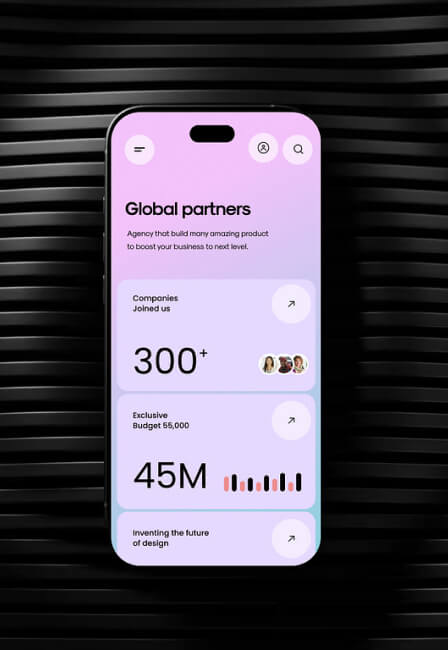 Global partners
Agency that build many amazing product
to boost your business to next level.
Companies
Joined us
300+
Exclusive
Budget 55,000
45M
Inventing the future
of design